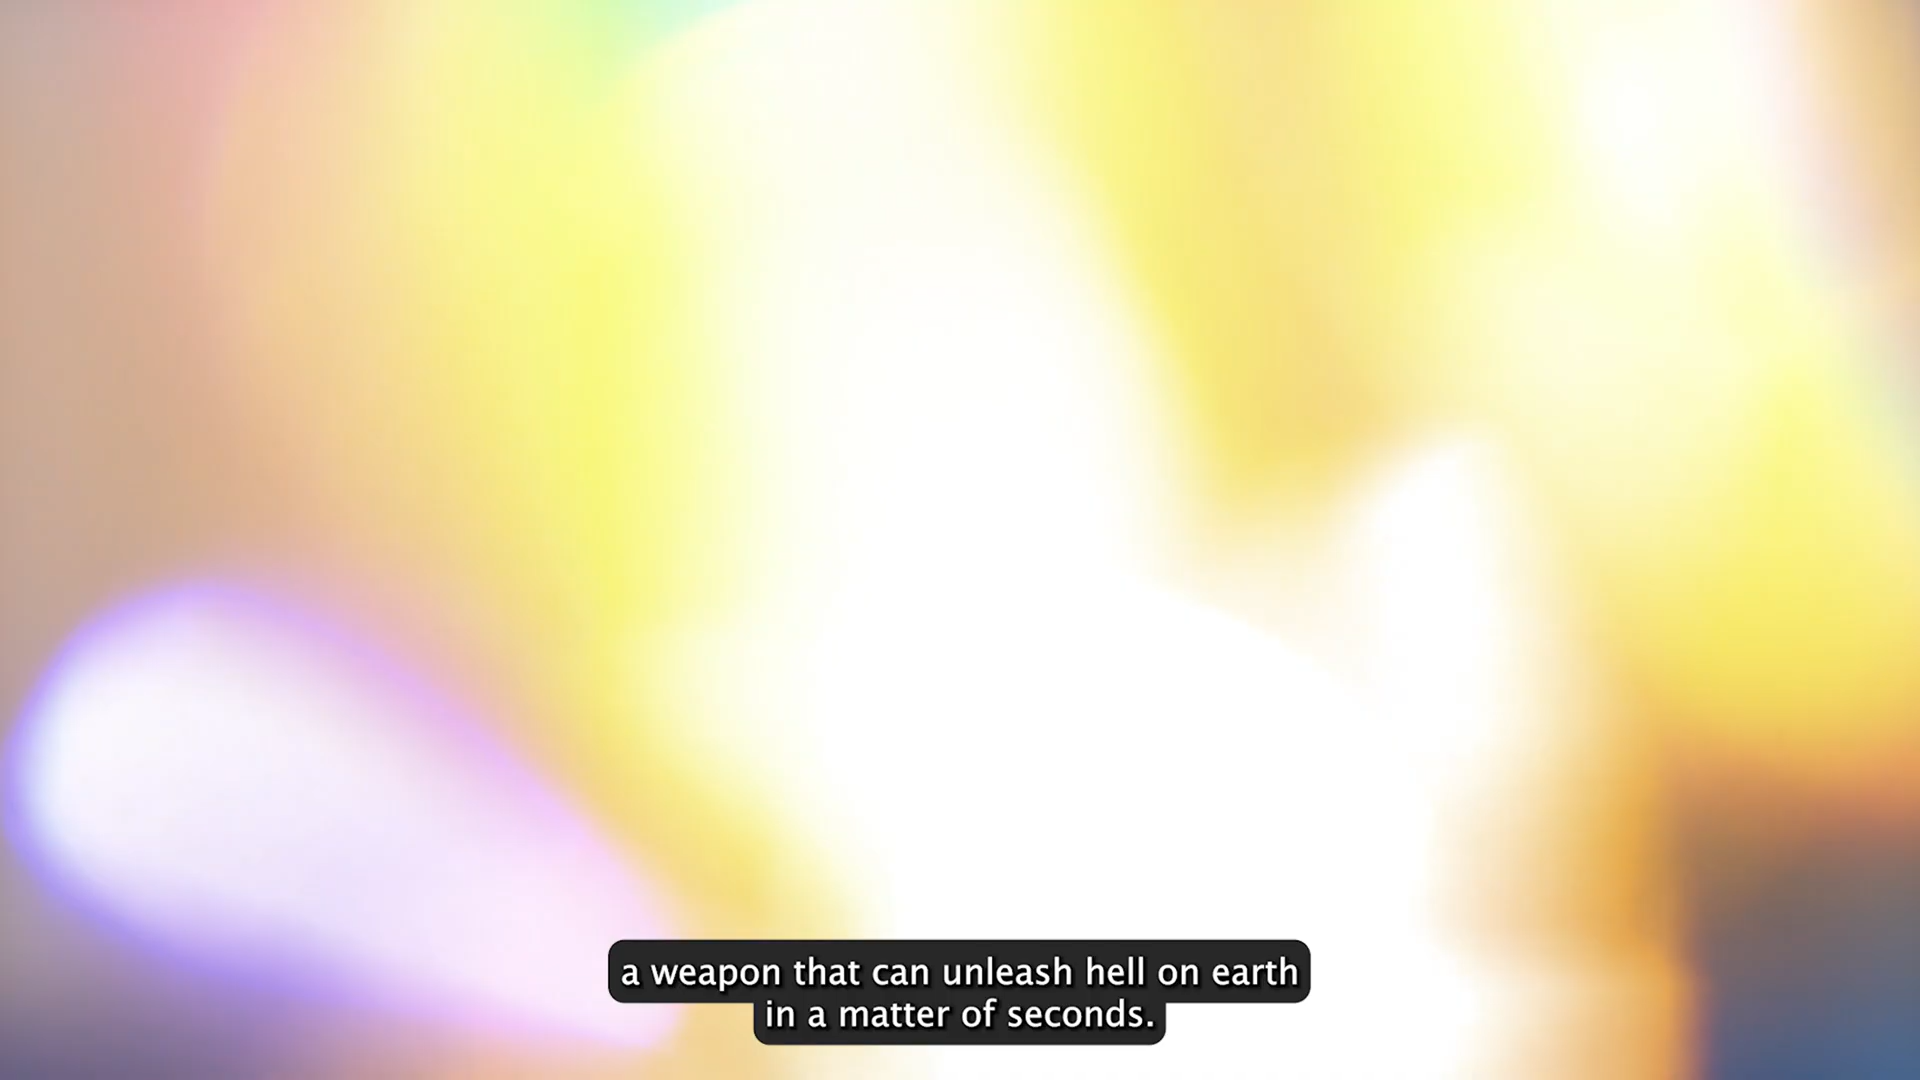 a weapon that can unleash hell on earth
in a matter of seconds.